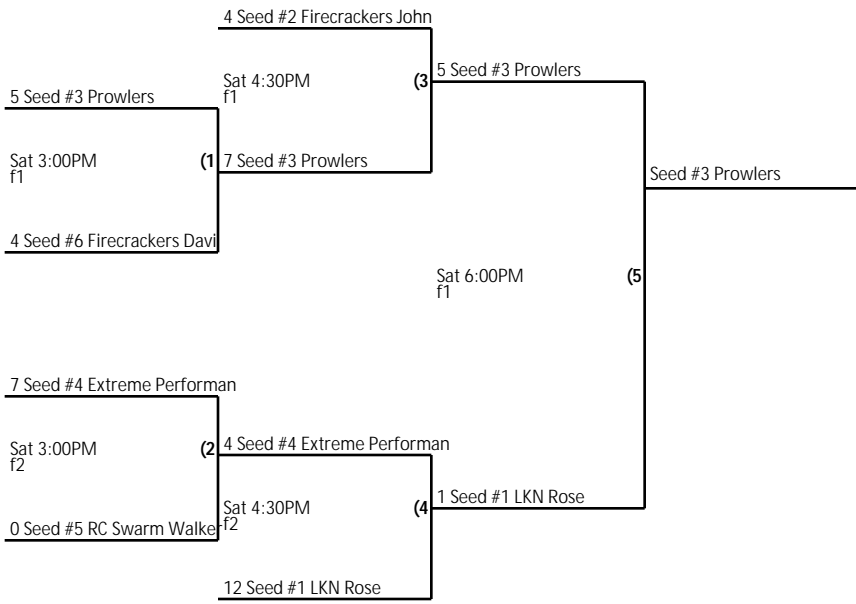 4 Seed #2 Firecrackers John
Sat 4:30PM
f1
(3
5 Seed #3 Prowlers
5 Seed #3 Prowlers
Sat 3:00PM
f1
(1
7 Seed #3 Prowlers
Seed #3 Prowlers
4 Seed #6 Firecrackers Davi
Sat 6:00PM
f1
(5
7 Seed #4 Extreme Performan
Sat 3:00PM
f2
(2
4 Seed #4 Extreme Performan
0 Seed #5 RC Swarm Walke
Sat 4:30PM
f2
(4
1 Seed #1 LKN Rose
12 Seed #1 LKN Rose